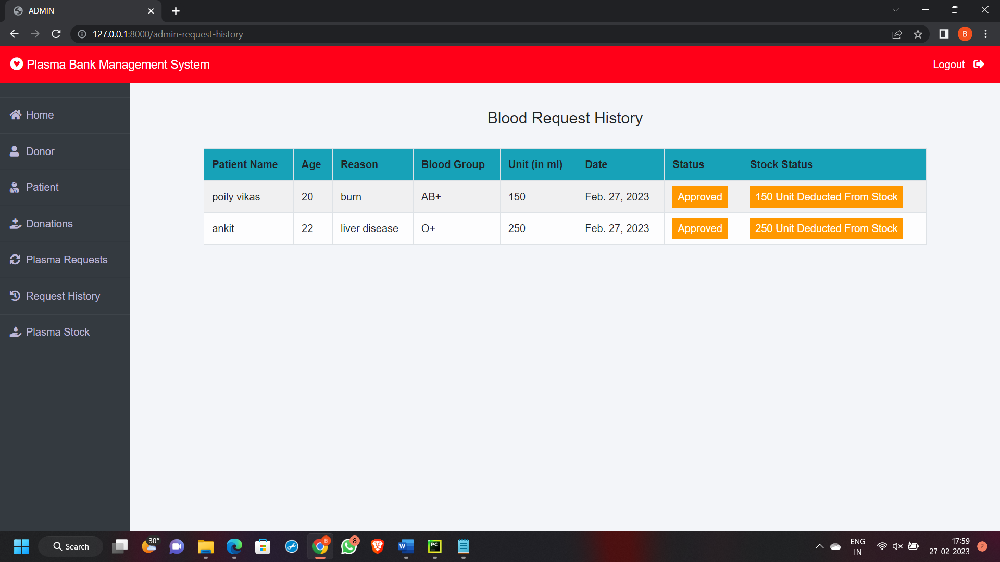 ADMIN
127.0.0.1:8000/admin-request-history
B
Plasma Bank Management System
Logout
Home
Donor
Patient
Donations
Plasma Requests
Request History
Plasma Stock
Blood Request History
Patient Name Age Reason Blood Group Unit (in ml) Date Status Stock Status
poily vikas 20 burn AB+ 150 Feb. 27, 2023 Approved 150 Unit Deducted From Stock
ankit 22 liver disease O+ 250 Feb. 27, 2023 Approved 250 Unit Deducted From Stock
Search
30°
B
8
W
PC
ENG
IN
17:59
27-02-2023
2